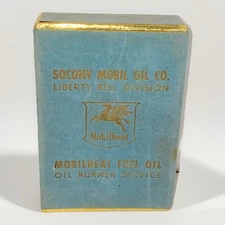 SOCONY MOBIL OIL CO.
LIBERTY BELL DIVISION
Mobilheat
MOBILHEAT FUEL OIL
OIL BURNER SERVICE